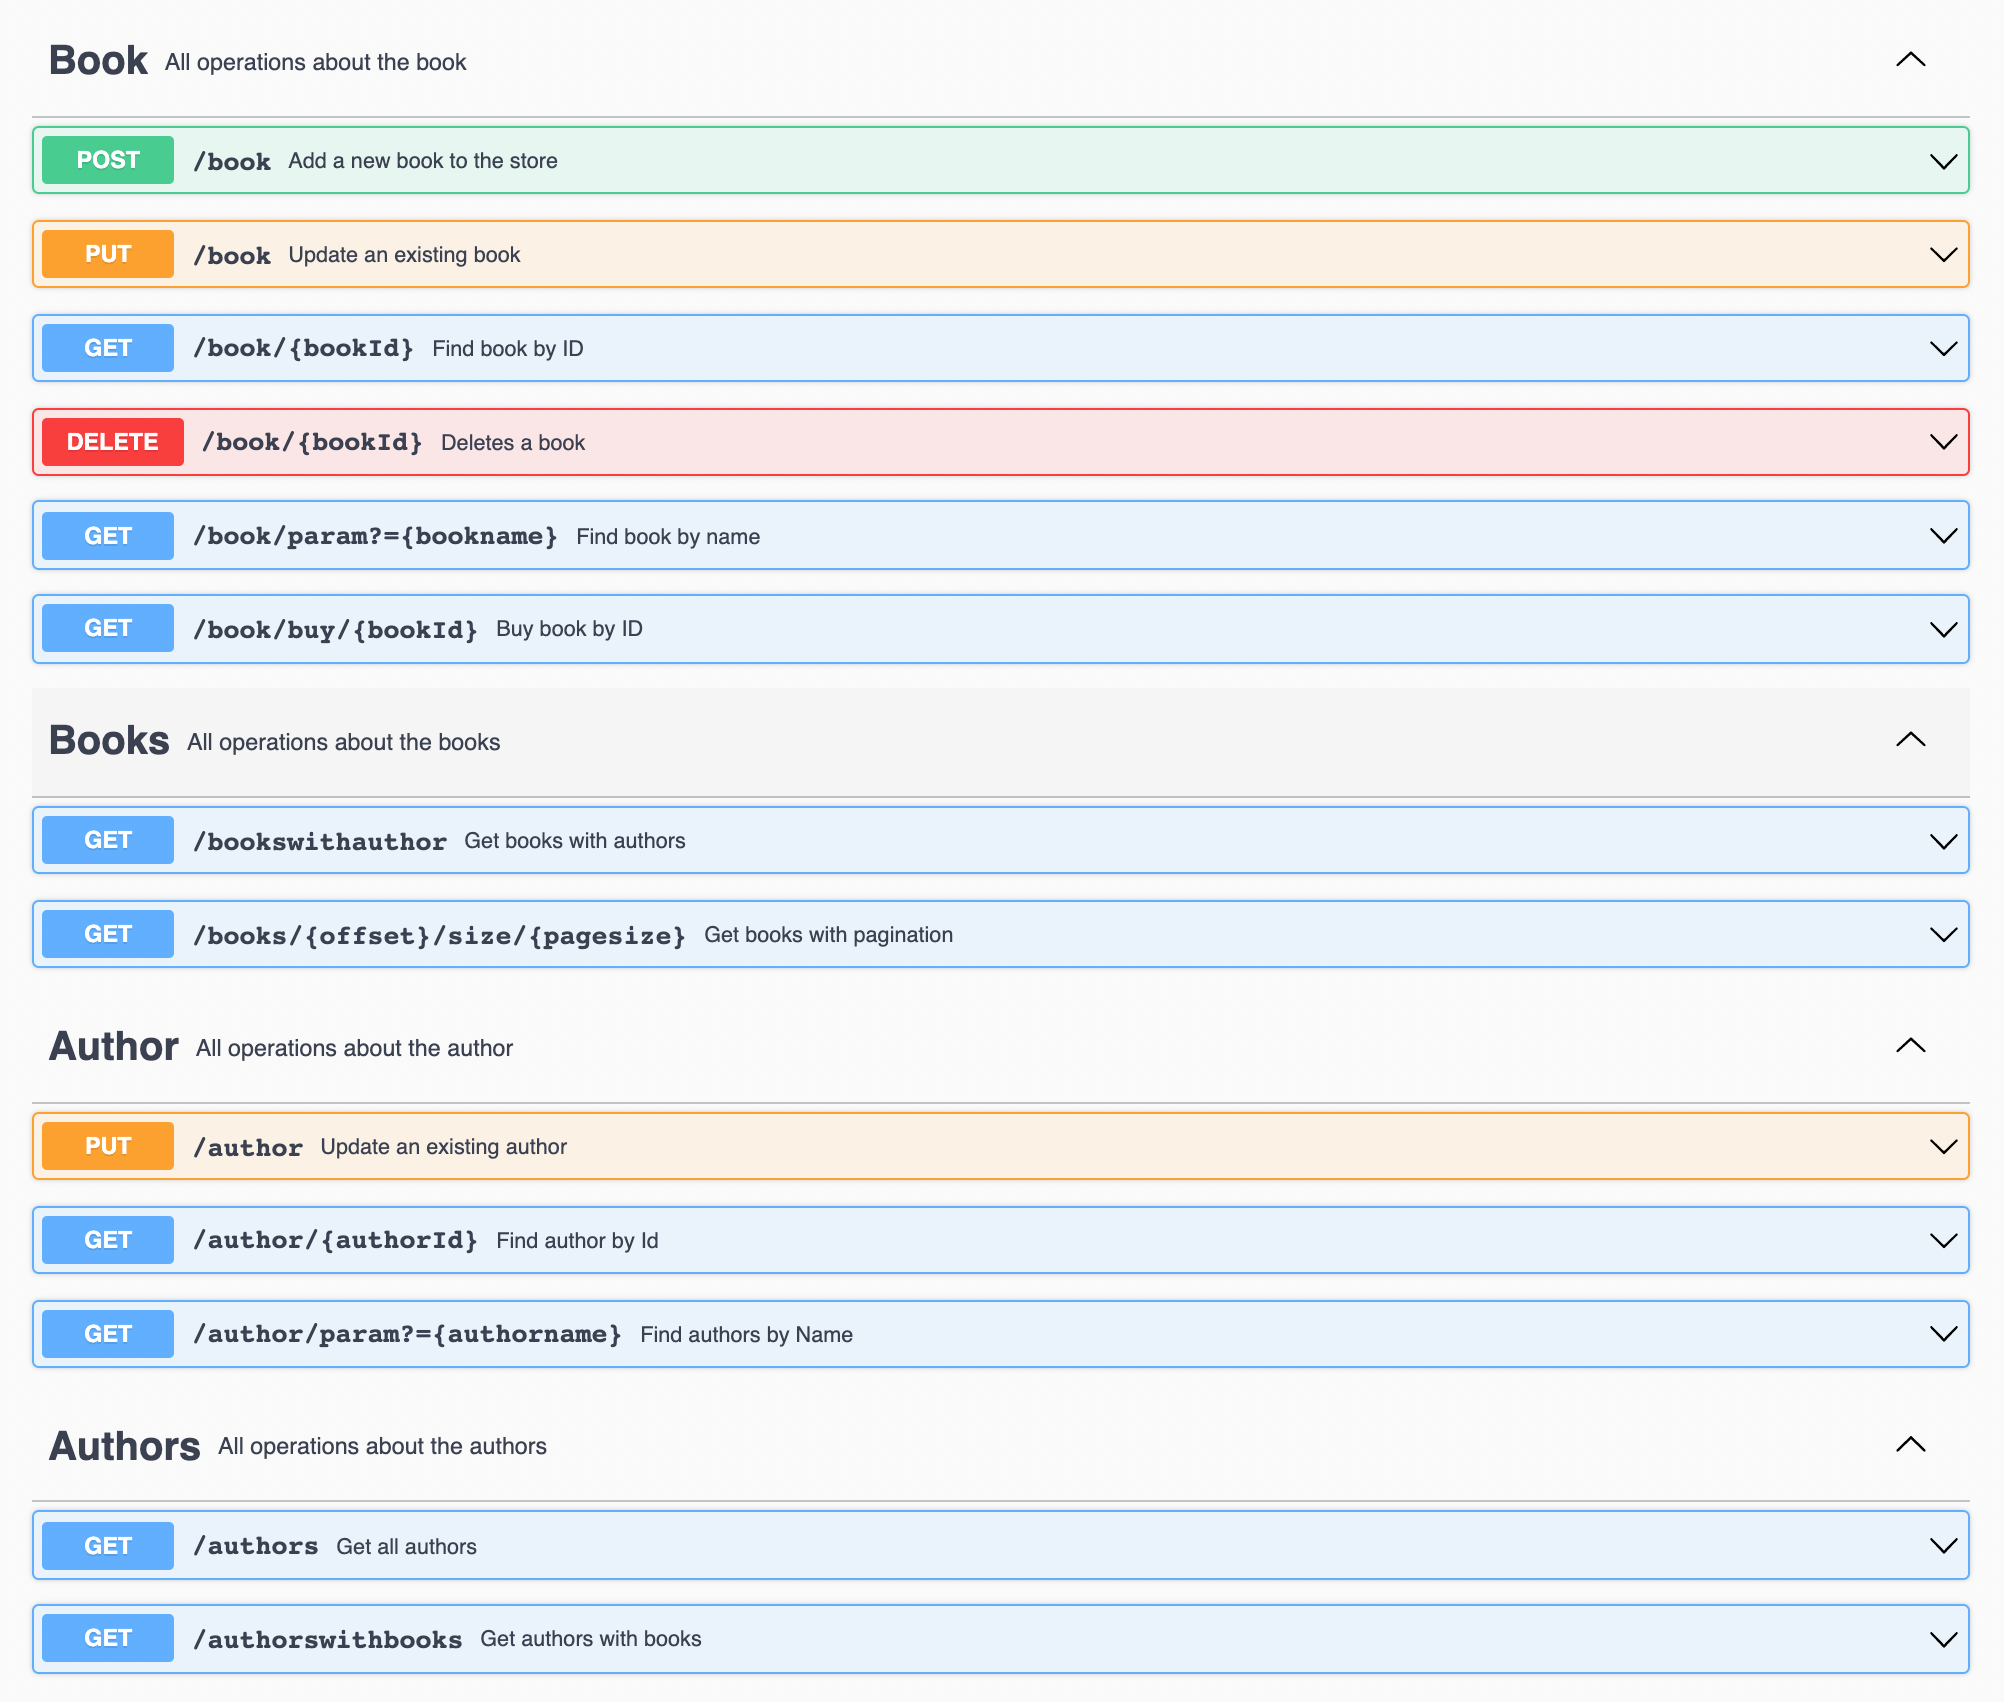 Book All operations about the book
POST /book Add a new book to the store
PUT /book Update an existing book
GET /book/{bookId} Find book by ID
DELETE /book/{bookId} Deletes a book
GET /book/param?={bookname} Find book by name
GET /book/buy/{bookId} Buy book by ID
Books All operations about the books
GET /bookswithauthor Get books with authors
GET /books/{offset}/size/{pagesize} Get books with pagination
Author All operations about the author
PUT /author Update an existing author
GET /author/{authorId} Find author by Id
GET /author/param?={authorname} Find authors by Name
Authors All operations about the authors
GET /authors Get all authors
GET /authorswithbooks Get authors with books